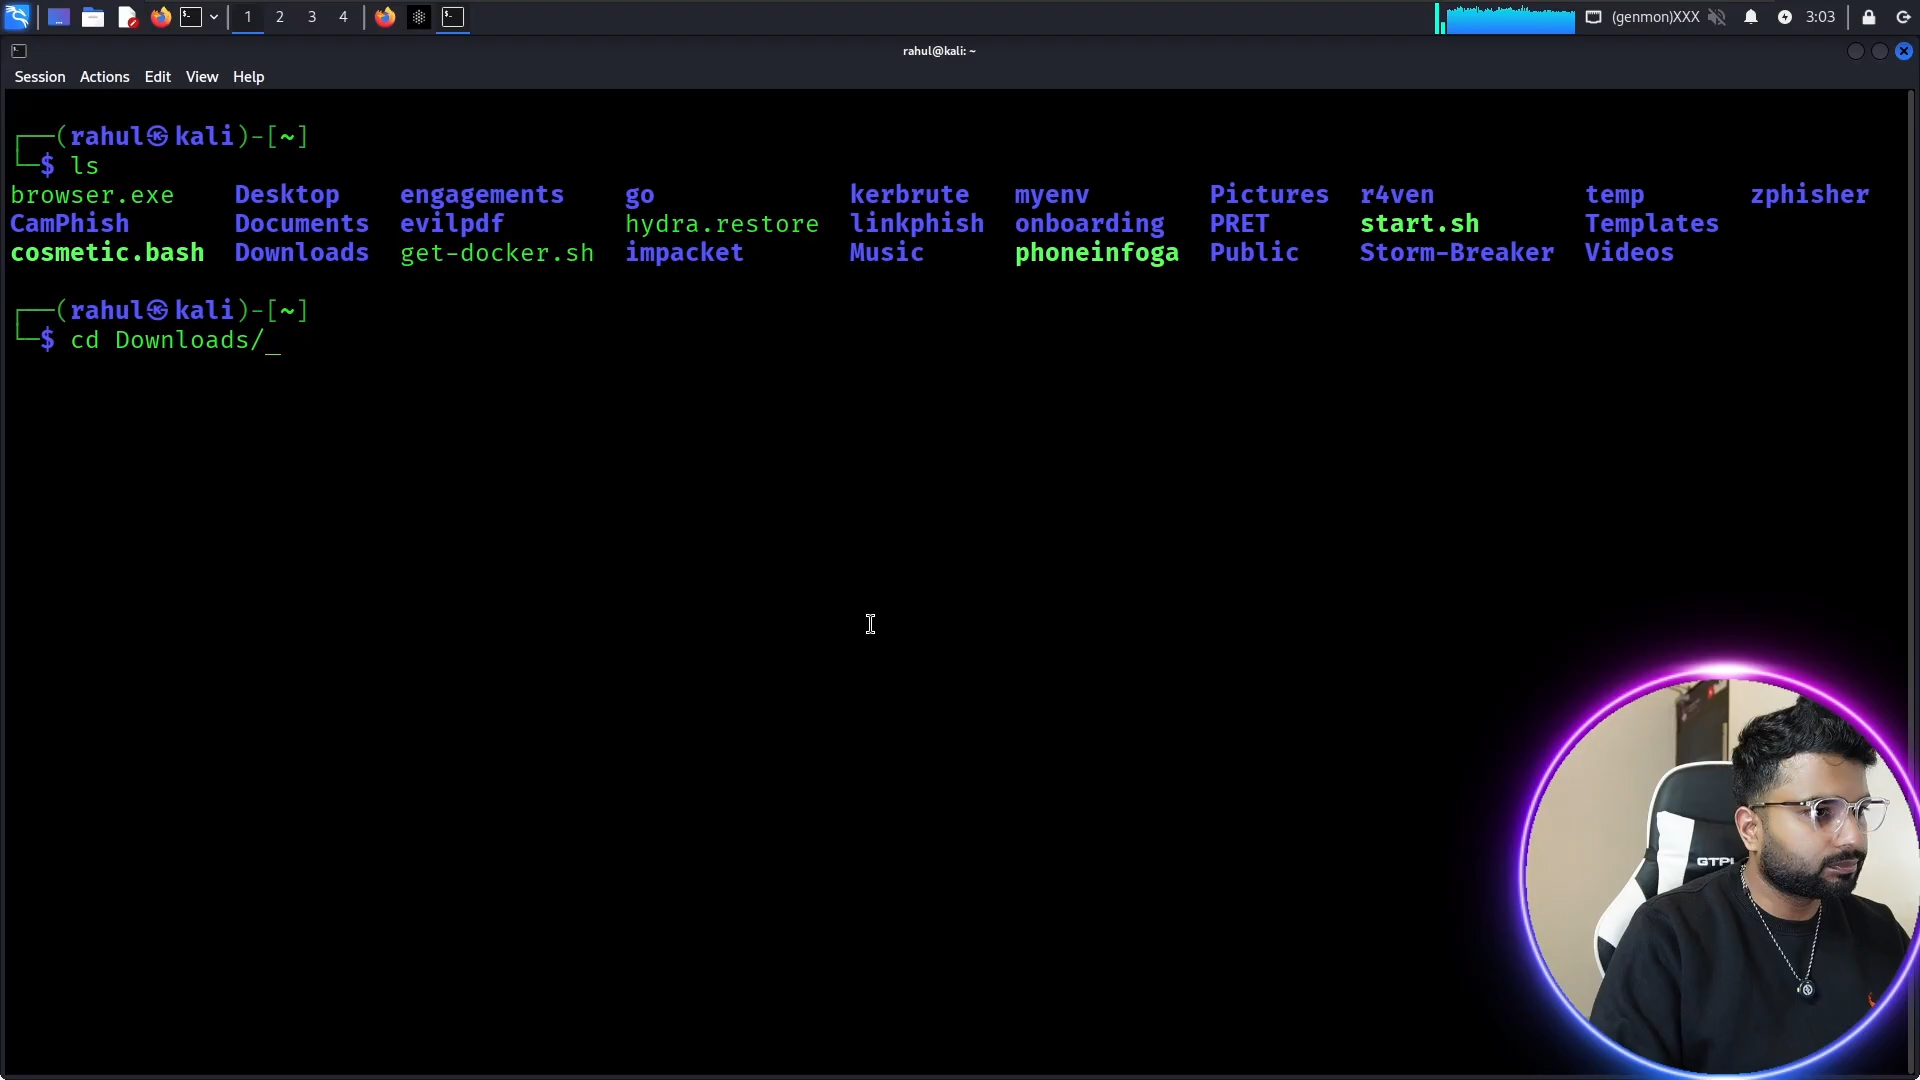 1 2 3 4 (genmon)XXX 3:03
rahul@kali: ~
Session Actions Edit View Help
┌──(rahul㉿kali)-[~]
└─$ ls
browser.exe Desktop engagements go kerbrute myenv Pictures r4ven temp zphisher
CamPhish Documents evilpdf hydra.restore linkphish onboarding PRET start.sh Templates
cosmetic.bash Downloads get-docker.sh impacket Music phoneinfoga Public Storm-Breaker Videos
┌──(rahul㉿kali)-[~]
└─$ cd Downloads/_
GTPL